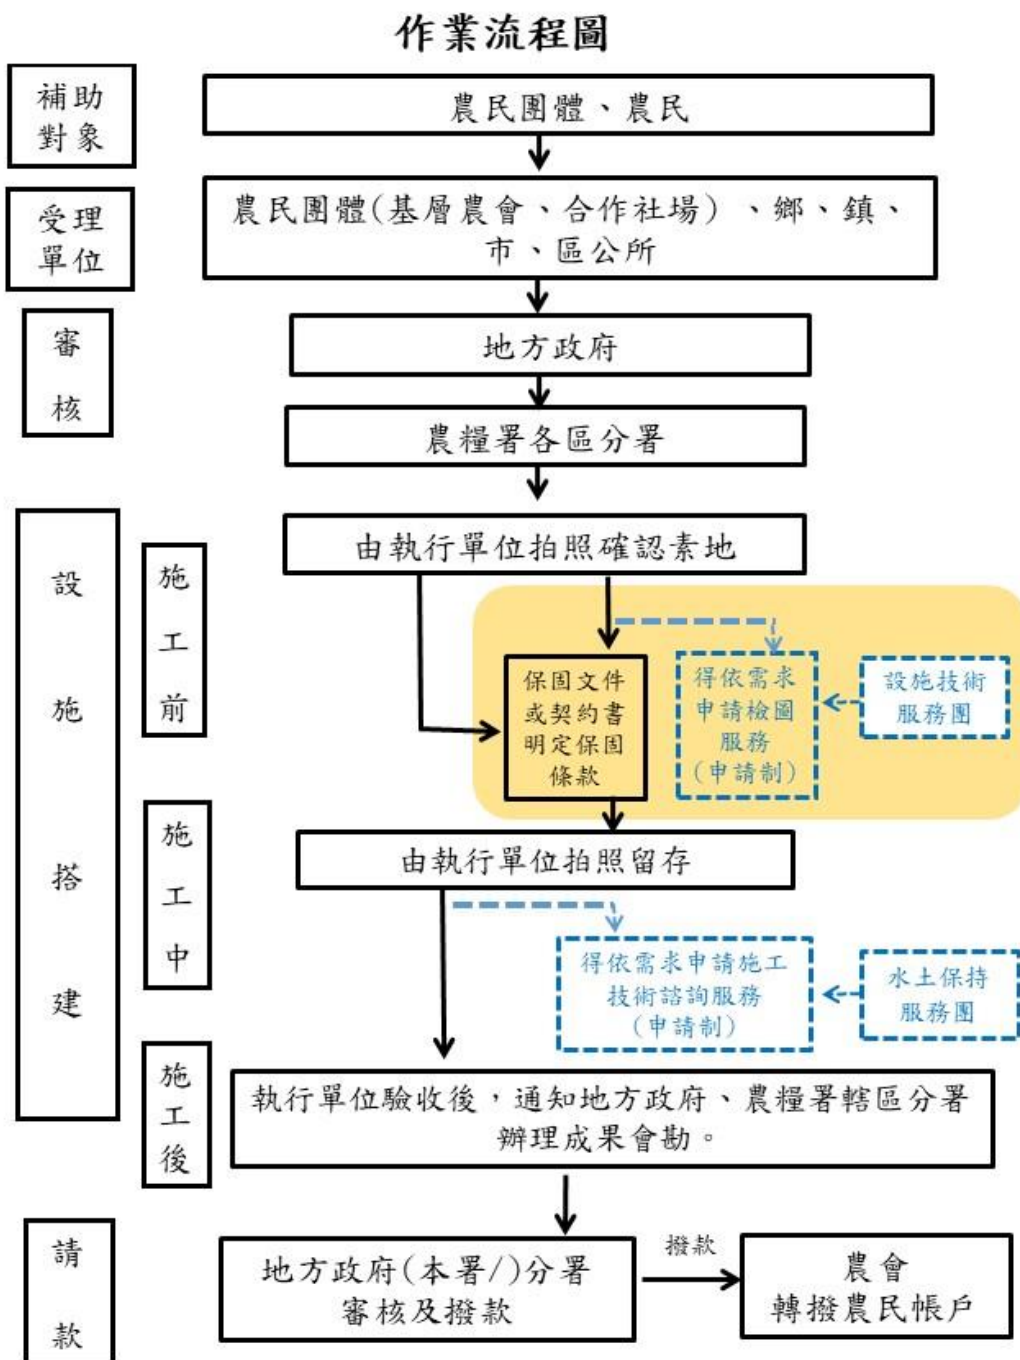 作業流程圖
補助
對象
農民團體、農民
受理
單位
農民團體(基層農會、合作社場)、鄉、鎮、
市、區公所
審
核
地方政府
農糧署各區分署
設
施
搭
建
施
工
前
由執行單位拍照確認素地
保固文件
或契約書
明定保固
條款
得依需求
申請檢圖
服務
(申請制)
設施技術
服務團
施
工
中
由執行單位拍照留存
得依需求申請施工
技術諮詢服務
(申請制)
水土保持
服務團
施
工
後
執行單位驗收後，通知地方政府、農糧署轄區分署
辦理成果會勘。
請
款
地方政府(本署/)分署
審核及撥款
撥款
農會
轉撥農民帳戶